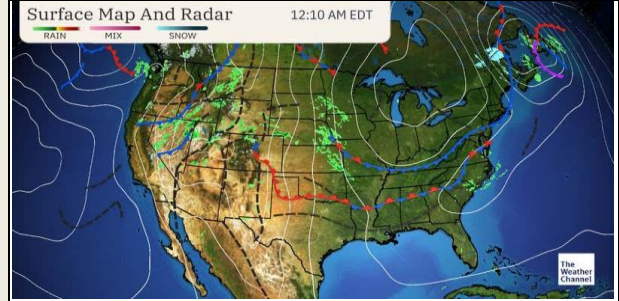 Surface Map And Radar
12:10 AM EDT
RAIN
MIX
SNOW
The
Weather
Channel